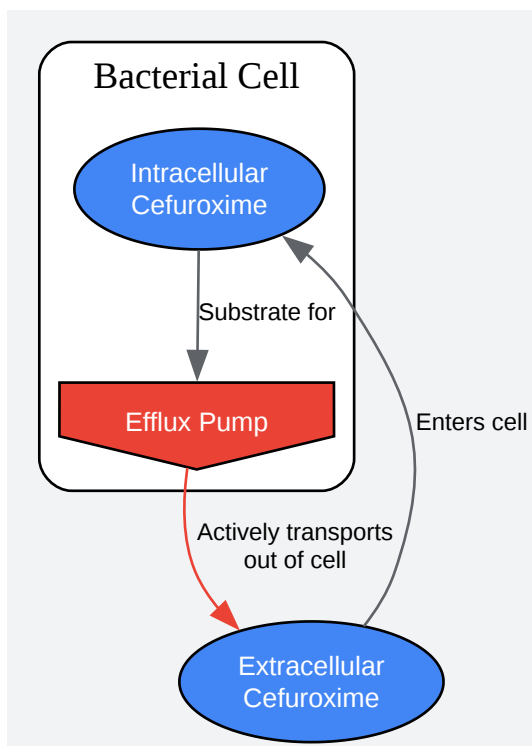 Bacterial Cell
Intracellular
Cefuroxime
Substrate for
Efflux Pump
Enters cell
Actively transports
out of cell
Extracellular
Cefuroxime